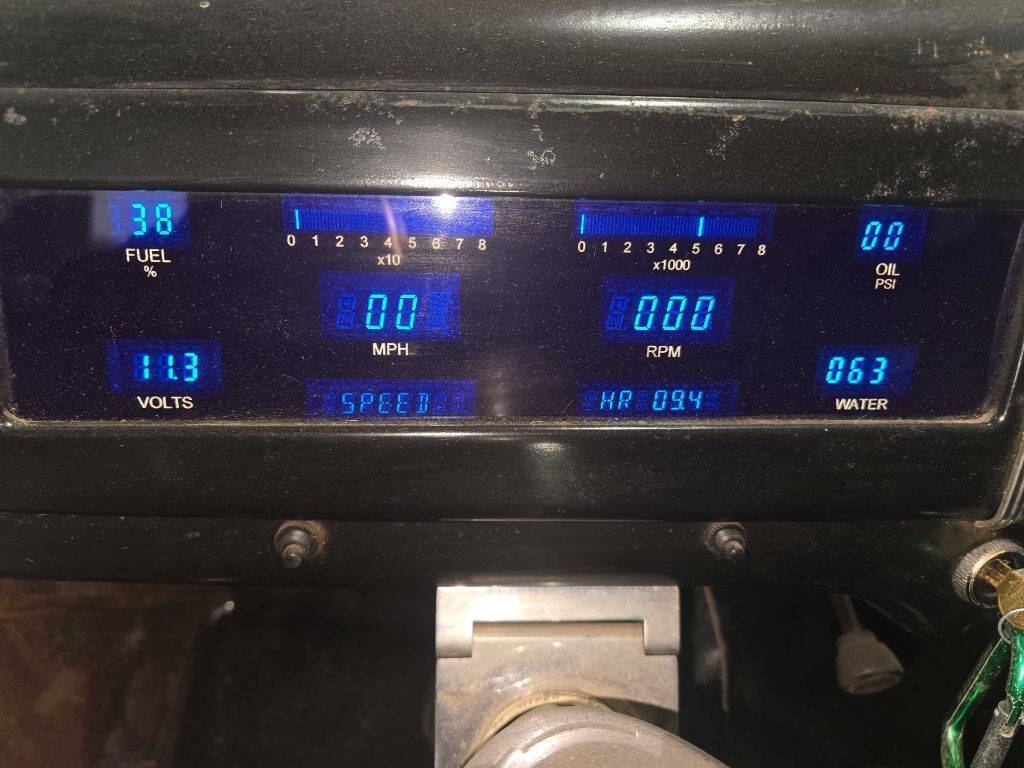 38
FUEL
%
0 1 2 3 4 5 6 7 8
x10
0 1 2 3 4 5 6 7 8
x1000
00
OIL
PSI
00
MPH
000
RPM
11.3
VOLTS
SPEED
HR 09.4
063
WATER